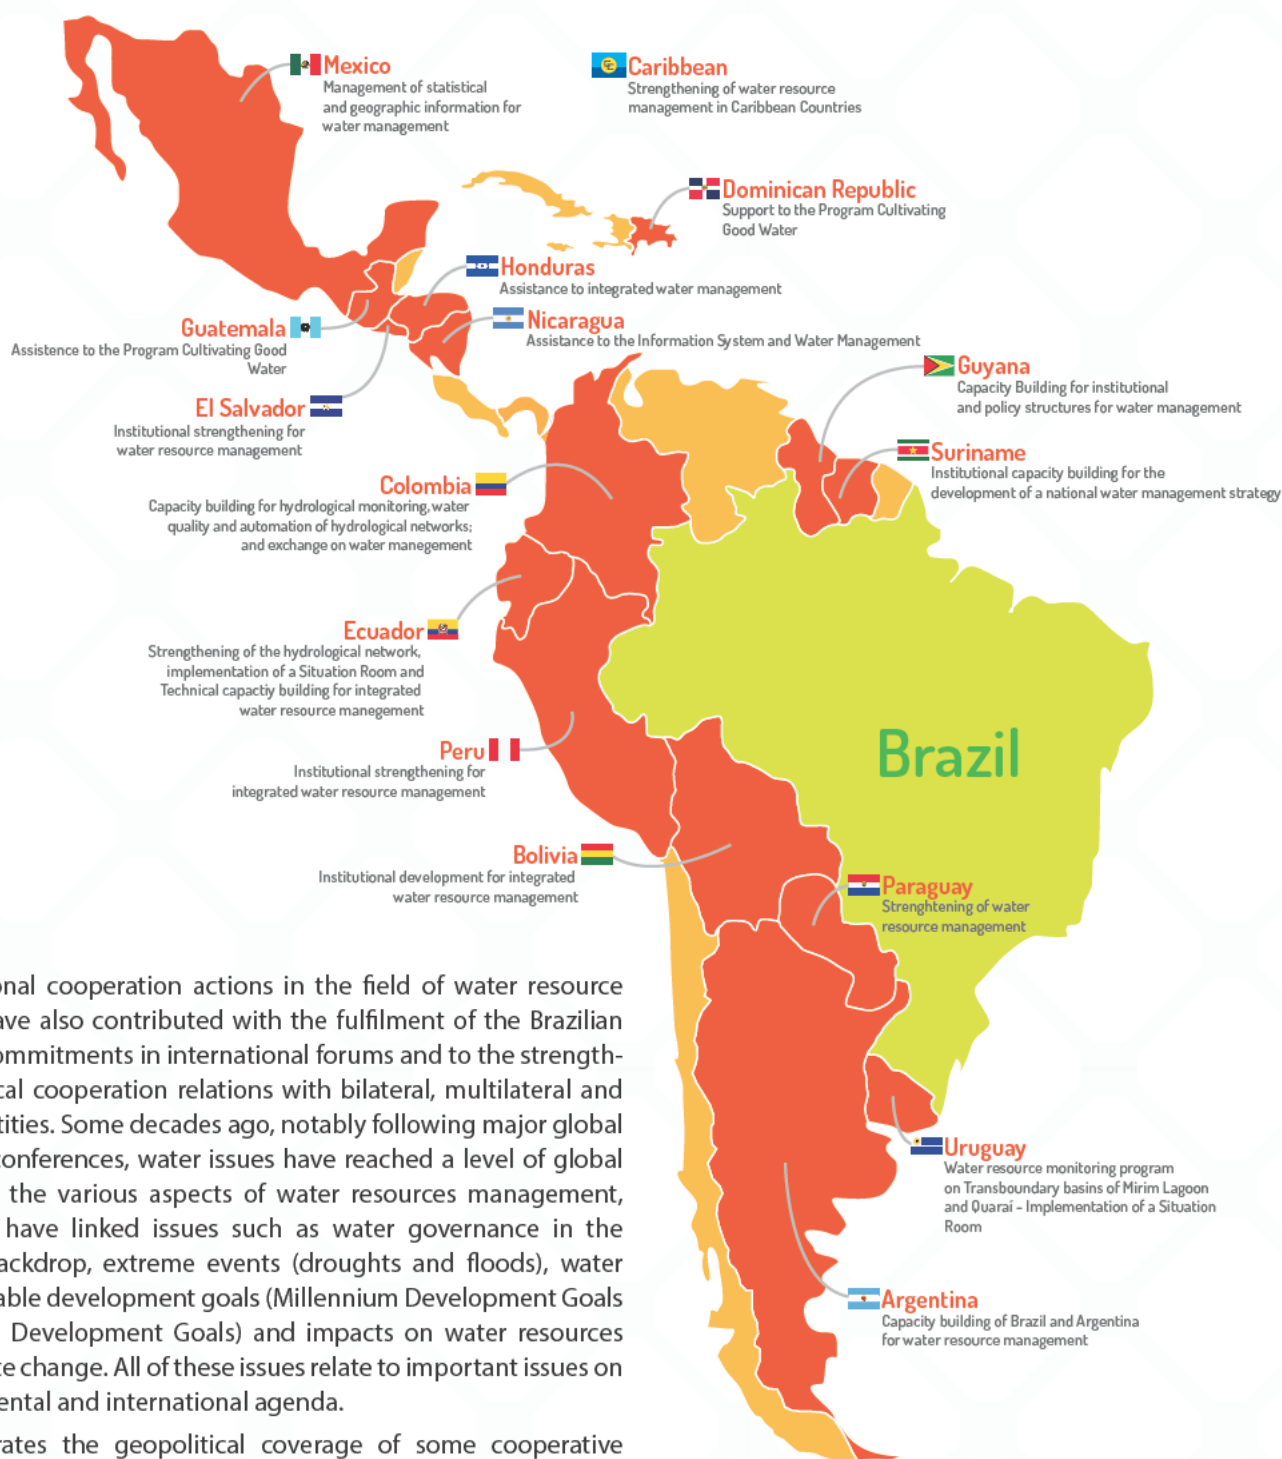 Mexico
Management of statistical
and geographic information for
water management
Caribbean
Strengthening of water resource
management in Caribbean Countries
Dominican Republic
Support to the Program Cultivating
Good Water
Honduras
Assistance to integrated water management
Nicaragua
Assistance to the Information System and Water Management
Guatemala
Assistence to the Program Cultivating Good
Water
El Salvador
Institutional strengthening for
water resource management
Guyana
Capacity Building for institutional
and policy structures for water management
Suriname
Institutional capacity building for the
development of a national water management strategy
Colombia
Capacity building for hydrological monitoring, water
quality and automation of hydrological networks;
and exchange on water manegement
Ecuador
Strengthening of the hydrological network,
implementation of a Situation Room and
Technical capactiy building for integrated
water resource manegement
Brazil
Peru
Institutional strengthening for
integrated water resource management
Bolivia
Institutional development for integrated
water resource management
Paraguay
Strenghtening of water
resource management
Uruguay
Water resource monitoring program
on Transboundary basins of Mirim Lagoon
and Quaraí - Implementation of a Situation
Room
Argentina
Capacity building of Brazil and Argentina
for water resource management
onal cooperation actions in the field of water resource
ave also contributed with the fulfilment of the Brazilian
ommitments in international forums and to the strength-
cal cooperation relations with bilateral, multilateral and
tities. Some decades ago, notably following major global
conferences, water issues have reached a level of global
the various aspects of water resources management,
have linked issues such as water governance in the
ackdrop, extreme events (droughts and floods), water
able development goals (Millennium Development Goals
Development Goals) and impacts on water resources
te change. All of these issues relate to important issues on
ental and international agenda.
rates the geopolitical coverage of some cooperative